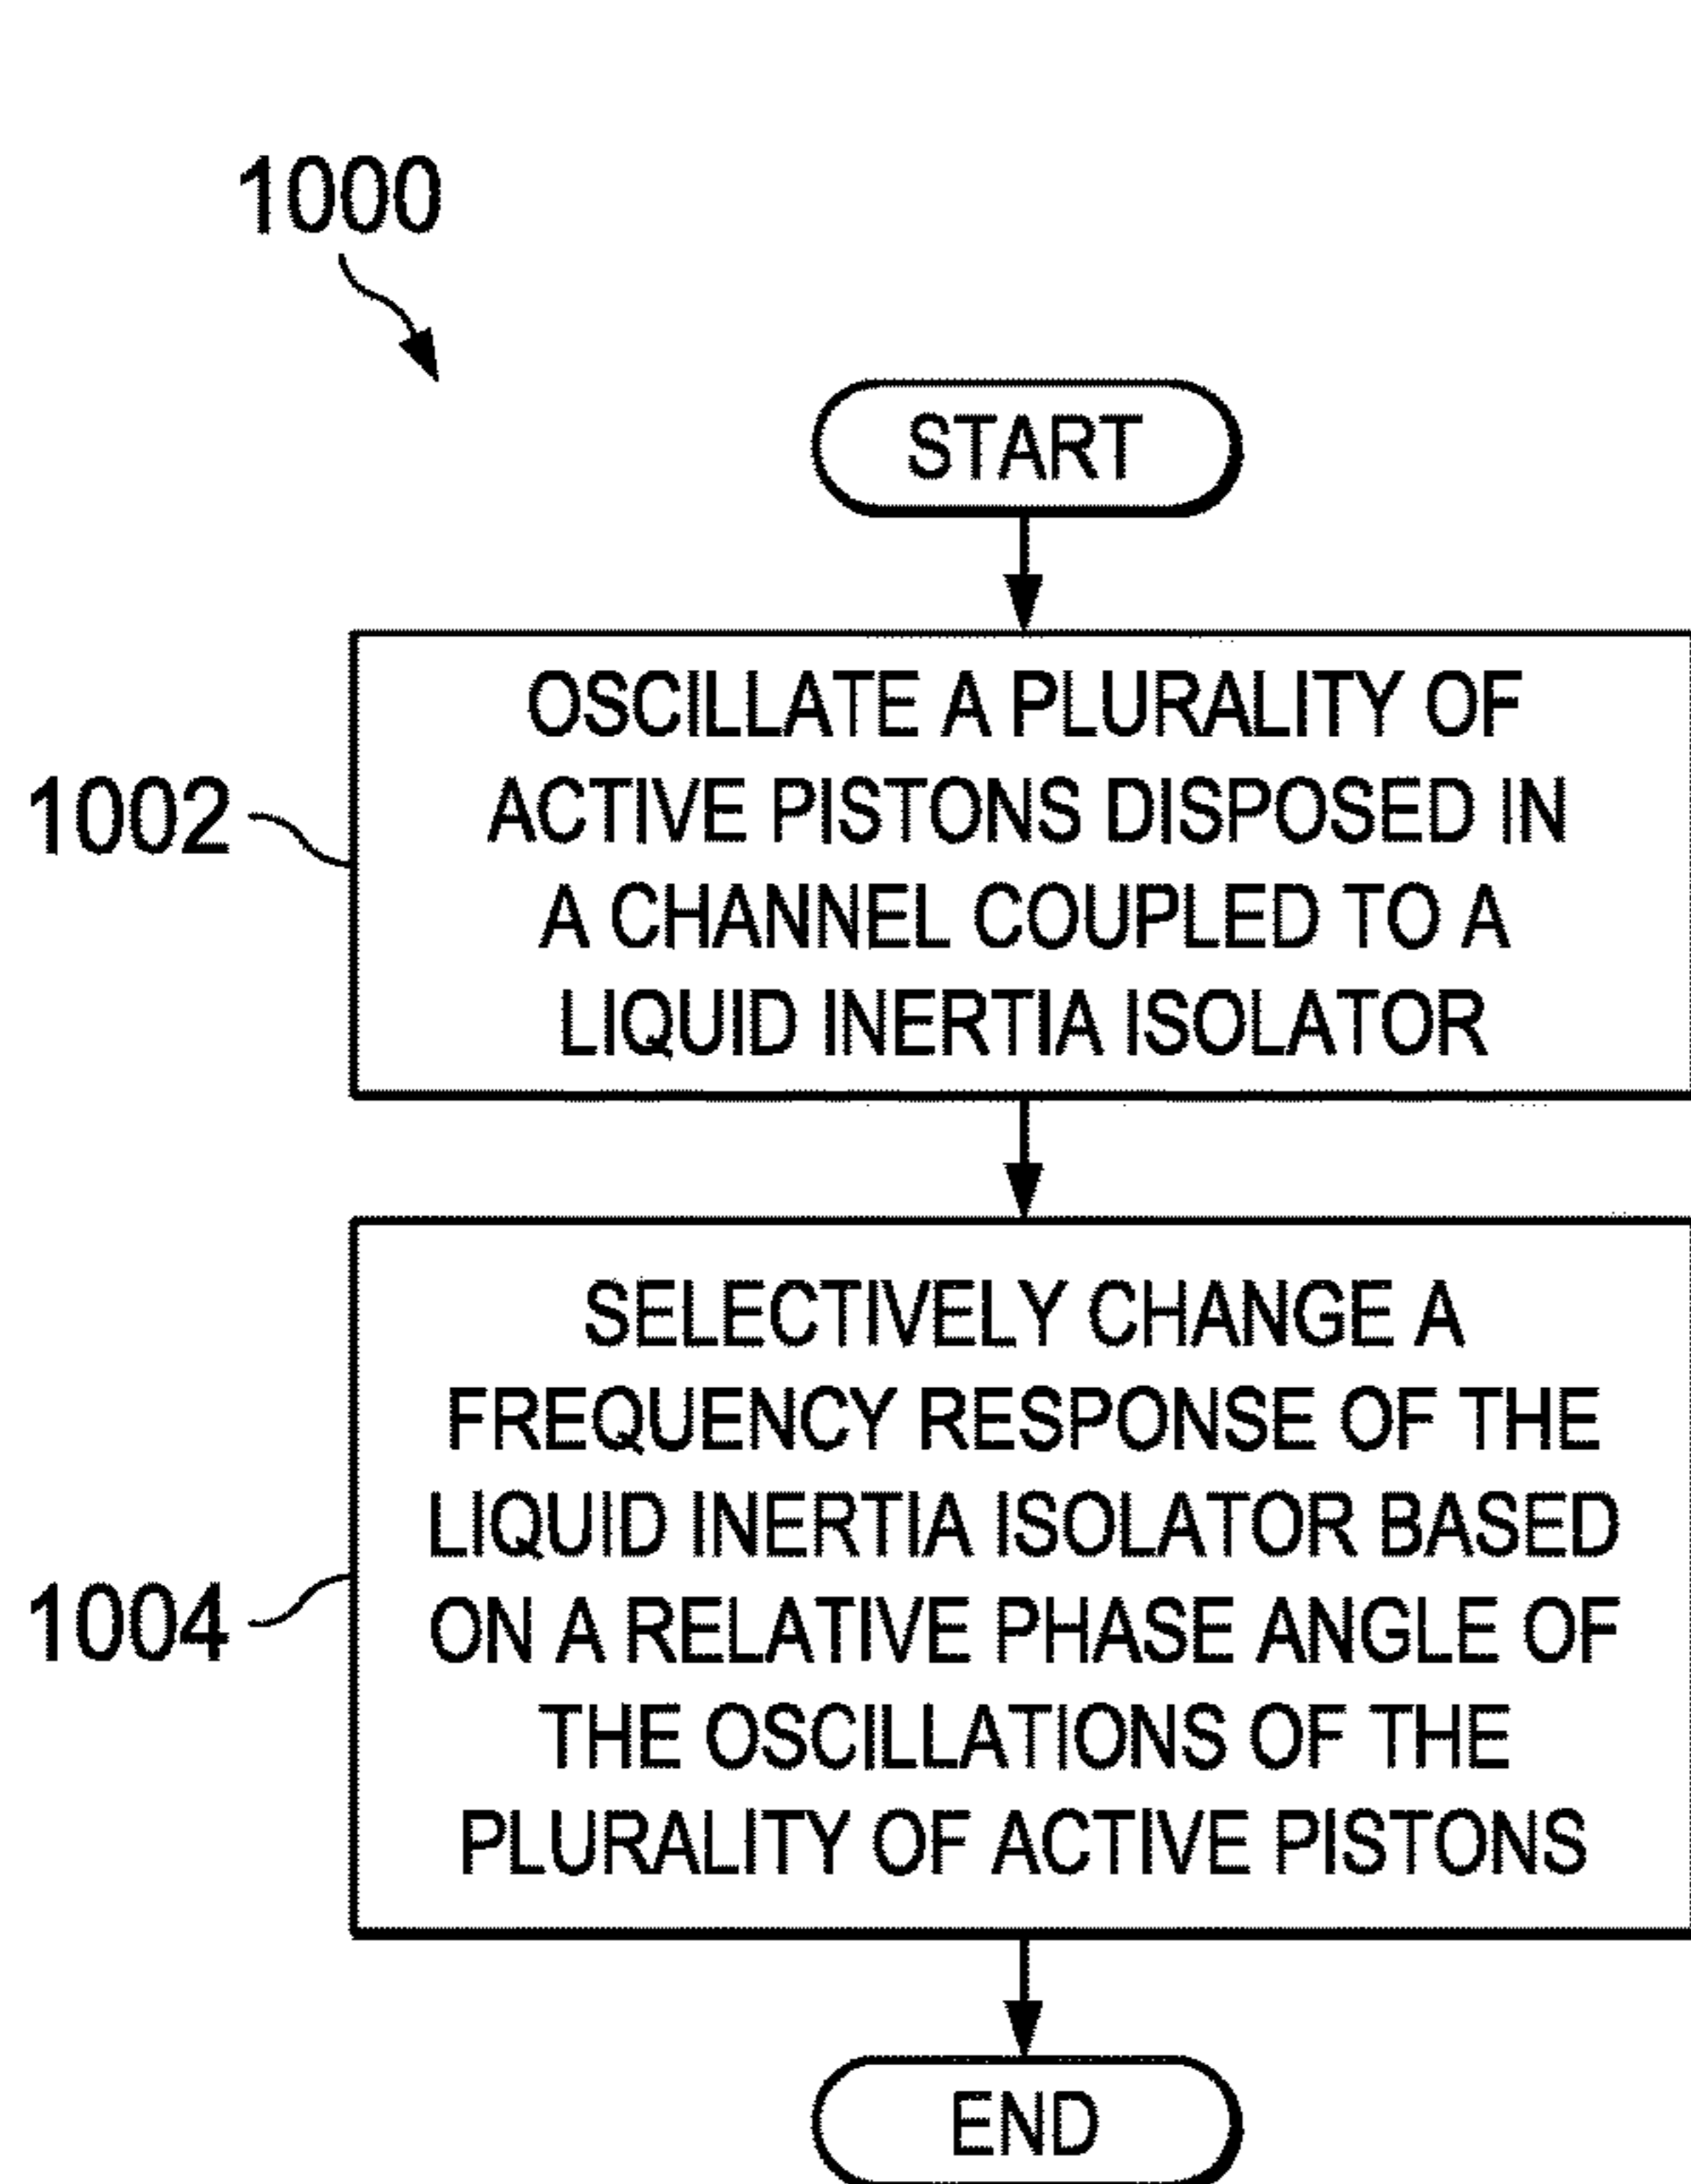 1000
START
1002
OSCILLATE A PLURALITY OF
ACTIVE PISTONS DISPOSED IN
A CHANNEL COUPLED TO A
LIQUID INERTIA ISOLATOR
1004
SELECTIVELY CHANGE A
FREQUENCY RESPONSE OF THE
LIQUID INERTIA ISOLATOR BASED
ON A RELATIVE PHASE ANGLE OF
THE OSCILLATIONS OF THE
PLURALITY OF ACTIVE PISTONS
END